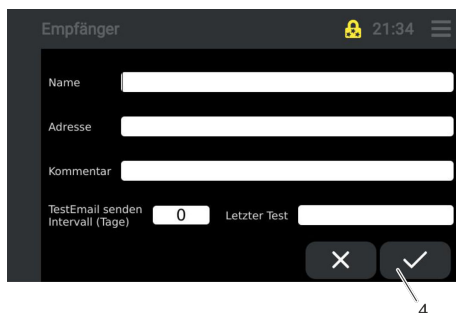 Empfänger 21:34
Name
Adresse
Kommentar
TestEmail senden
Intervall (Tage) 0 Letzter Test
4